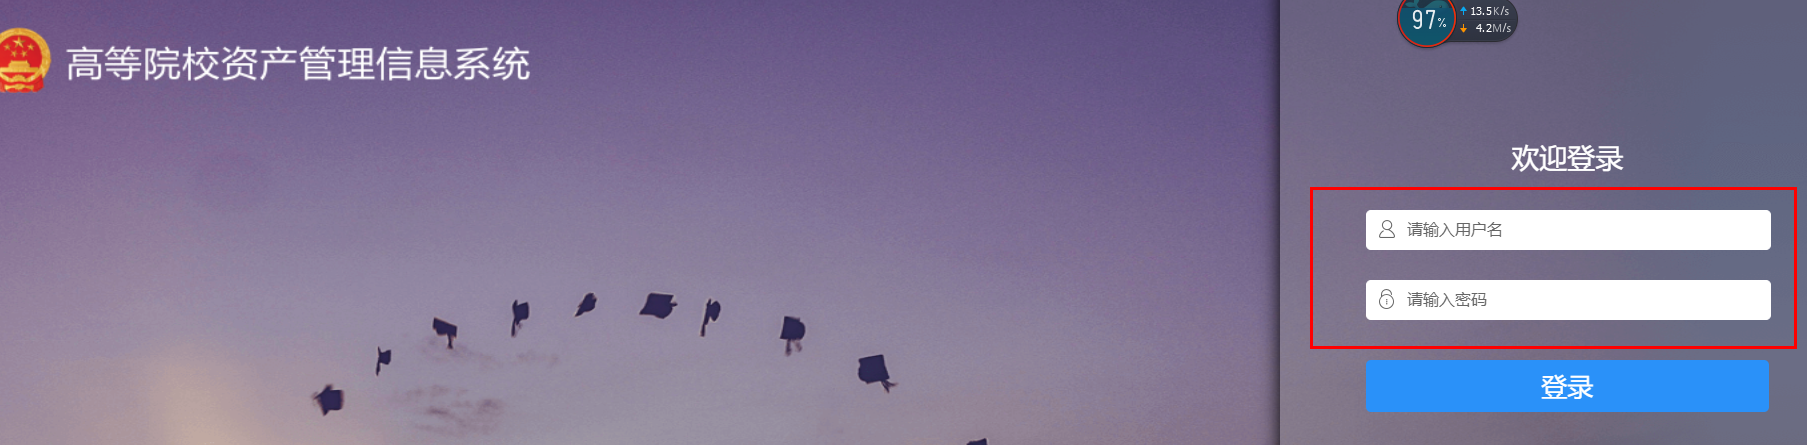 97%
13.5K/s
4.2M/s
高等院校资产管理信息系统
欢迎登录
请输入用户名
请输入密码
登录